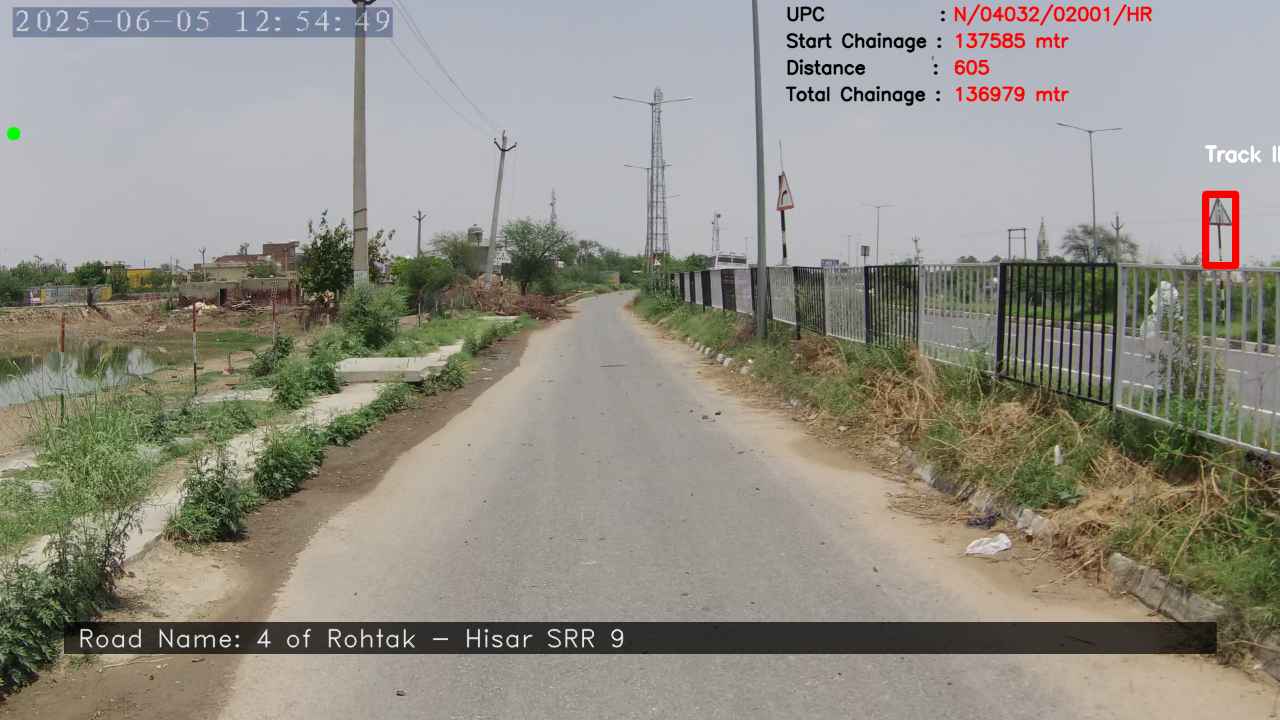 2025-06-05 12:54:49
UPC : N/04032/02001/HR
Start Chainage : 137585 mtr
Distance : 605
Total Chainage : 136979 mtr
Track
Road Name: 4 of Rohtak - Hisar SRR 9